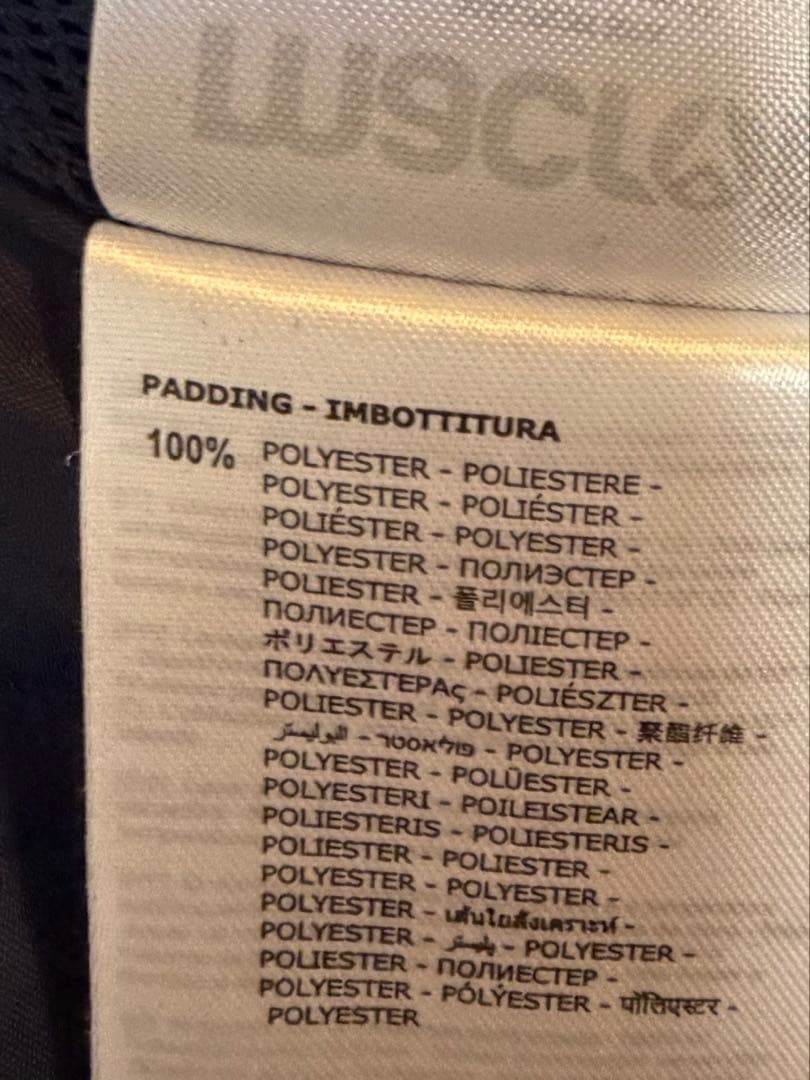 PADDING - IMBOTTITURA
100% POLYESTER - POLIESTERE -
POLYESTER - POLIÉSTER -
POLIÉSTER - POLYESTER -
POLYESTER - ПОЛИЭСТЕР -
POLIESTER - 폴리에스터 -
ПОЛИЕСТЕР - ПОЛІЕСТЕР -
ポリエステル - POLIESTER -
ΠΟΛΥΕΣΤΕΡΑς - POLIÉSZTER -
POLIESTER - POLYESTER - 聚酯纤维 -
البوليستر - פולאסטר - POLYESTER -
POLYESTER - POLÜESTER -
POLYESTERI - POILEISTEAR -
POLIESTERIS - POLIESTERIS -
POLIESTER - POLIESTER -
POLYESTER - POLYESTER -
POLYESTER - เส้นใยสังเคราะห์ -
POLYESTER - پلیستر - POLYESTER -
POLIESTER - ПОЛИЕСТЕР -
POLYESTER - PÓLÝESTER - पॉलिएस्टर -
POLYESTER